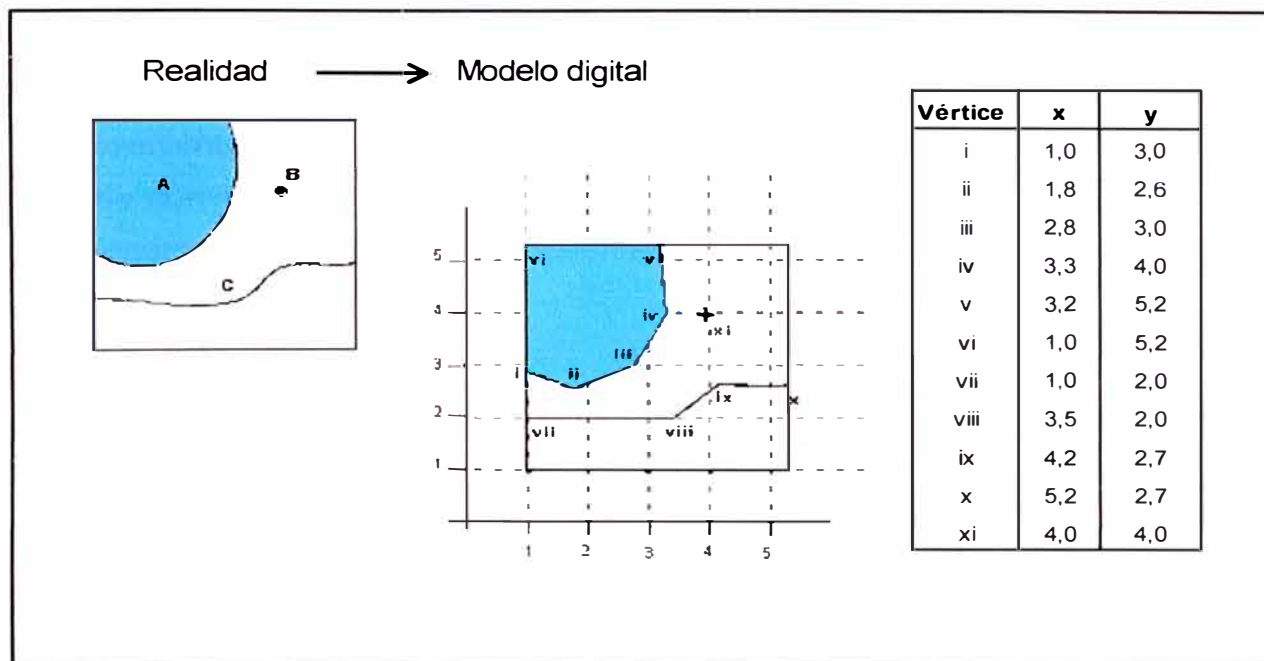 Realidad → Modelo digital
A
B
C
5
4
3
2
1
vi
v
iv
xi
iii
i
ii
ix
x
vii
viii
1 2 3 4 5
Vértice x y
i 1,0 3,0
ii 1,8 2,6
iii 2,8 3,0
iv 3,3 4,0
v 3,2 5,2
vi 1,0 5,2
vii 1,0 2,0
viii 3,5 2,0
ix 4,2 2,7
x 5,2 2,7
xi 4,0 4,0